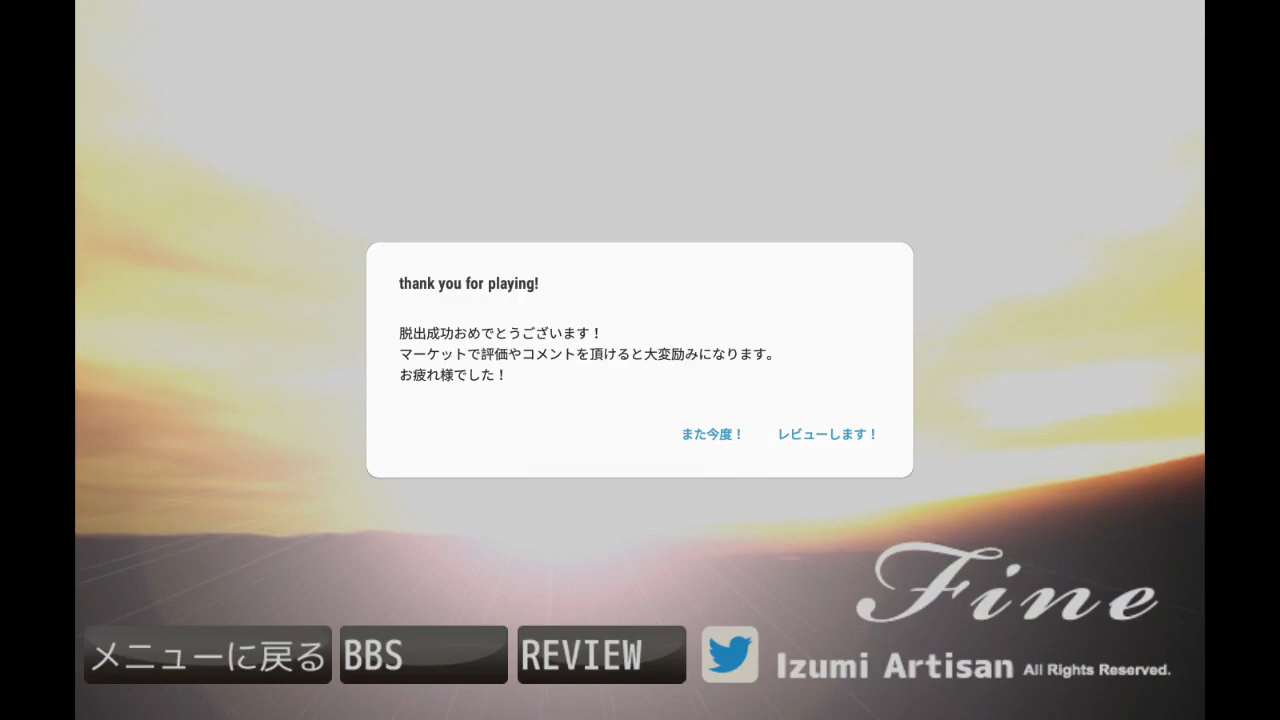 thank you for playing!
脱出成功おめでとうございます！
マーケットで評価やコメントを頂けると大変励みになります。
お疲れ様でした！
また今度！ レビューします！
Fine
メニューに戻る BBS REVIEW Izumi Artisan All Rights Reserved.